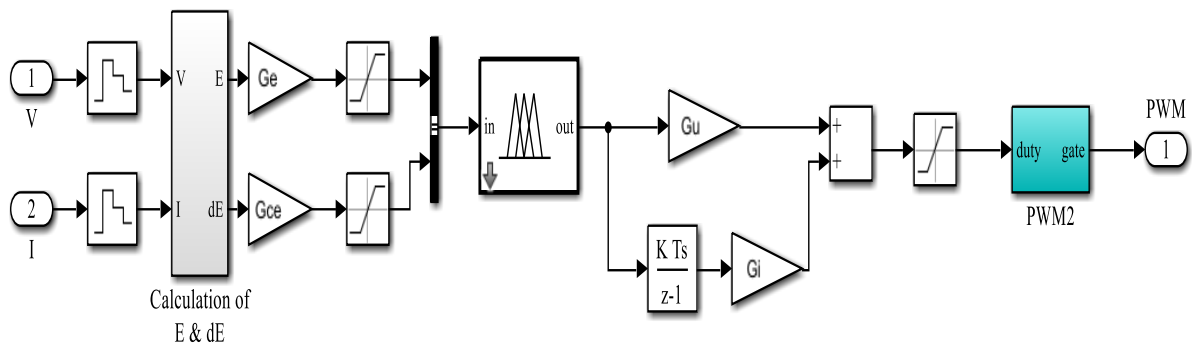 1
V
2
I
V
E
I
dE
Calculation of
E & dE
Ge
Gce
in
out
Gu
K Ts
z-1
Gi
+
+
duty
gate
PWM2
PWM
1